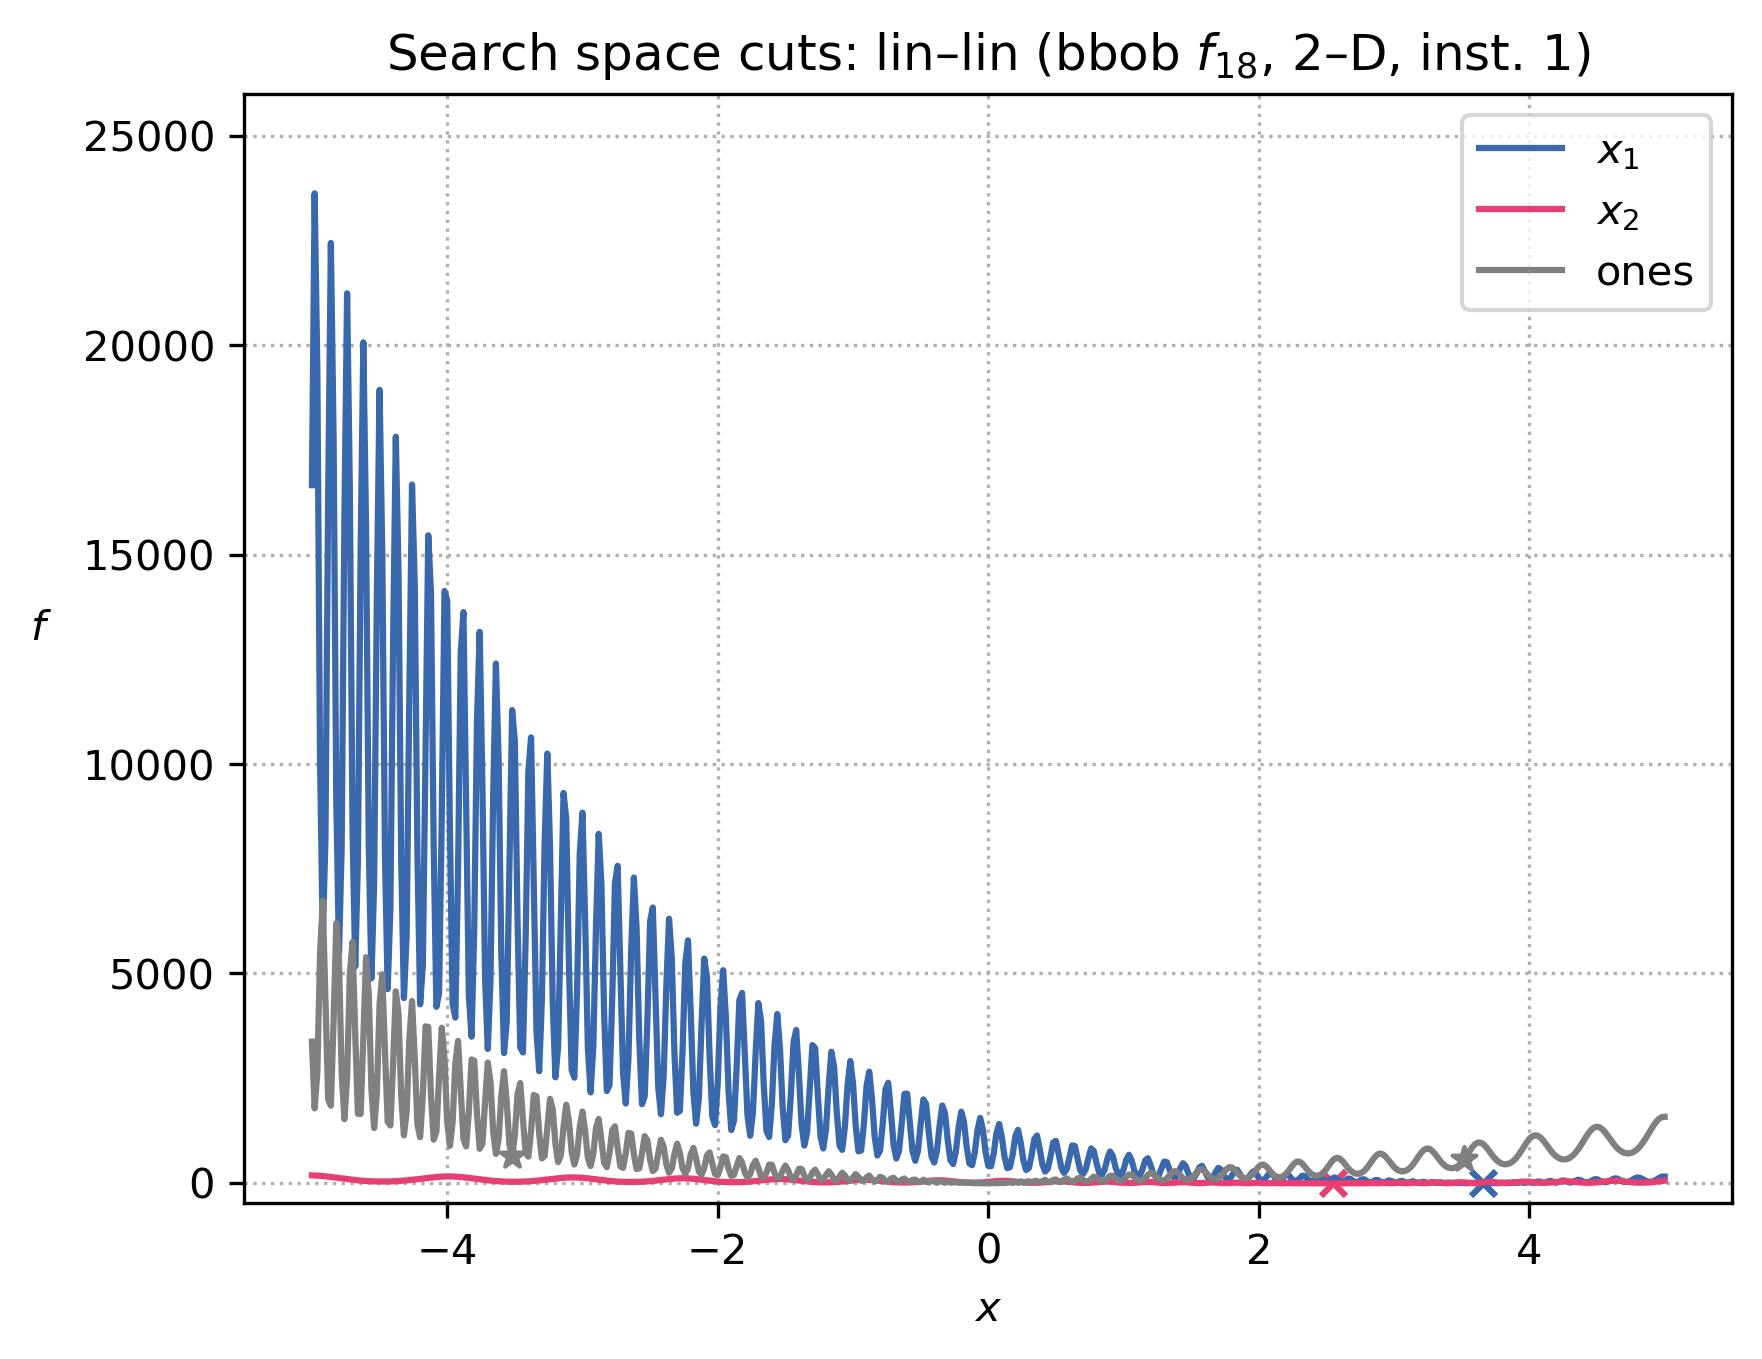 Search space cuts: lin–lin (bbob f₁₈, 2–D, inst. 1)
25000
20000
15000
10000
5000
0
f
x₁
x₂
ones
−4
−2
0
2
4
x